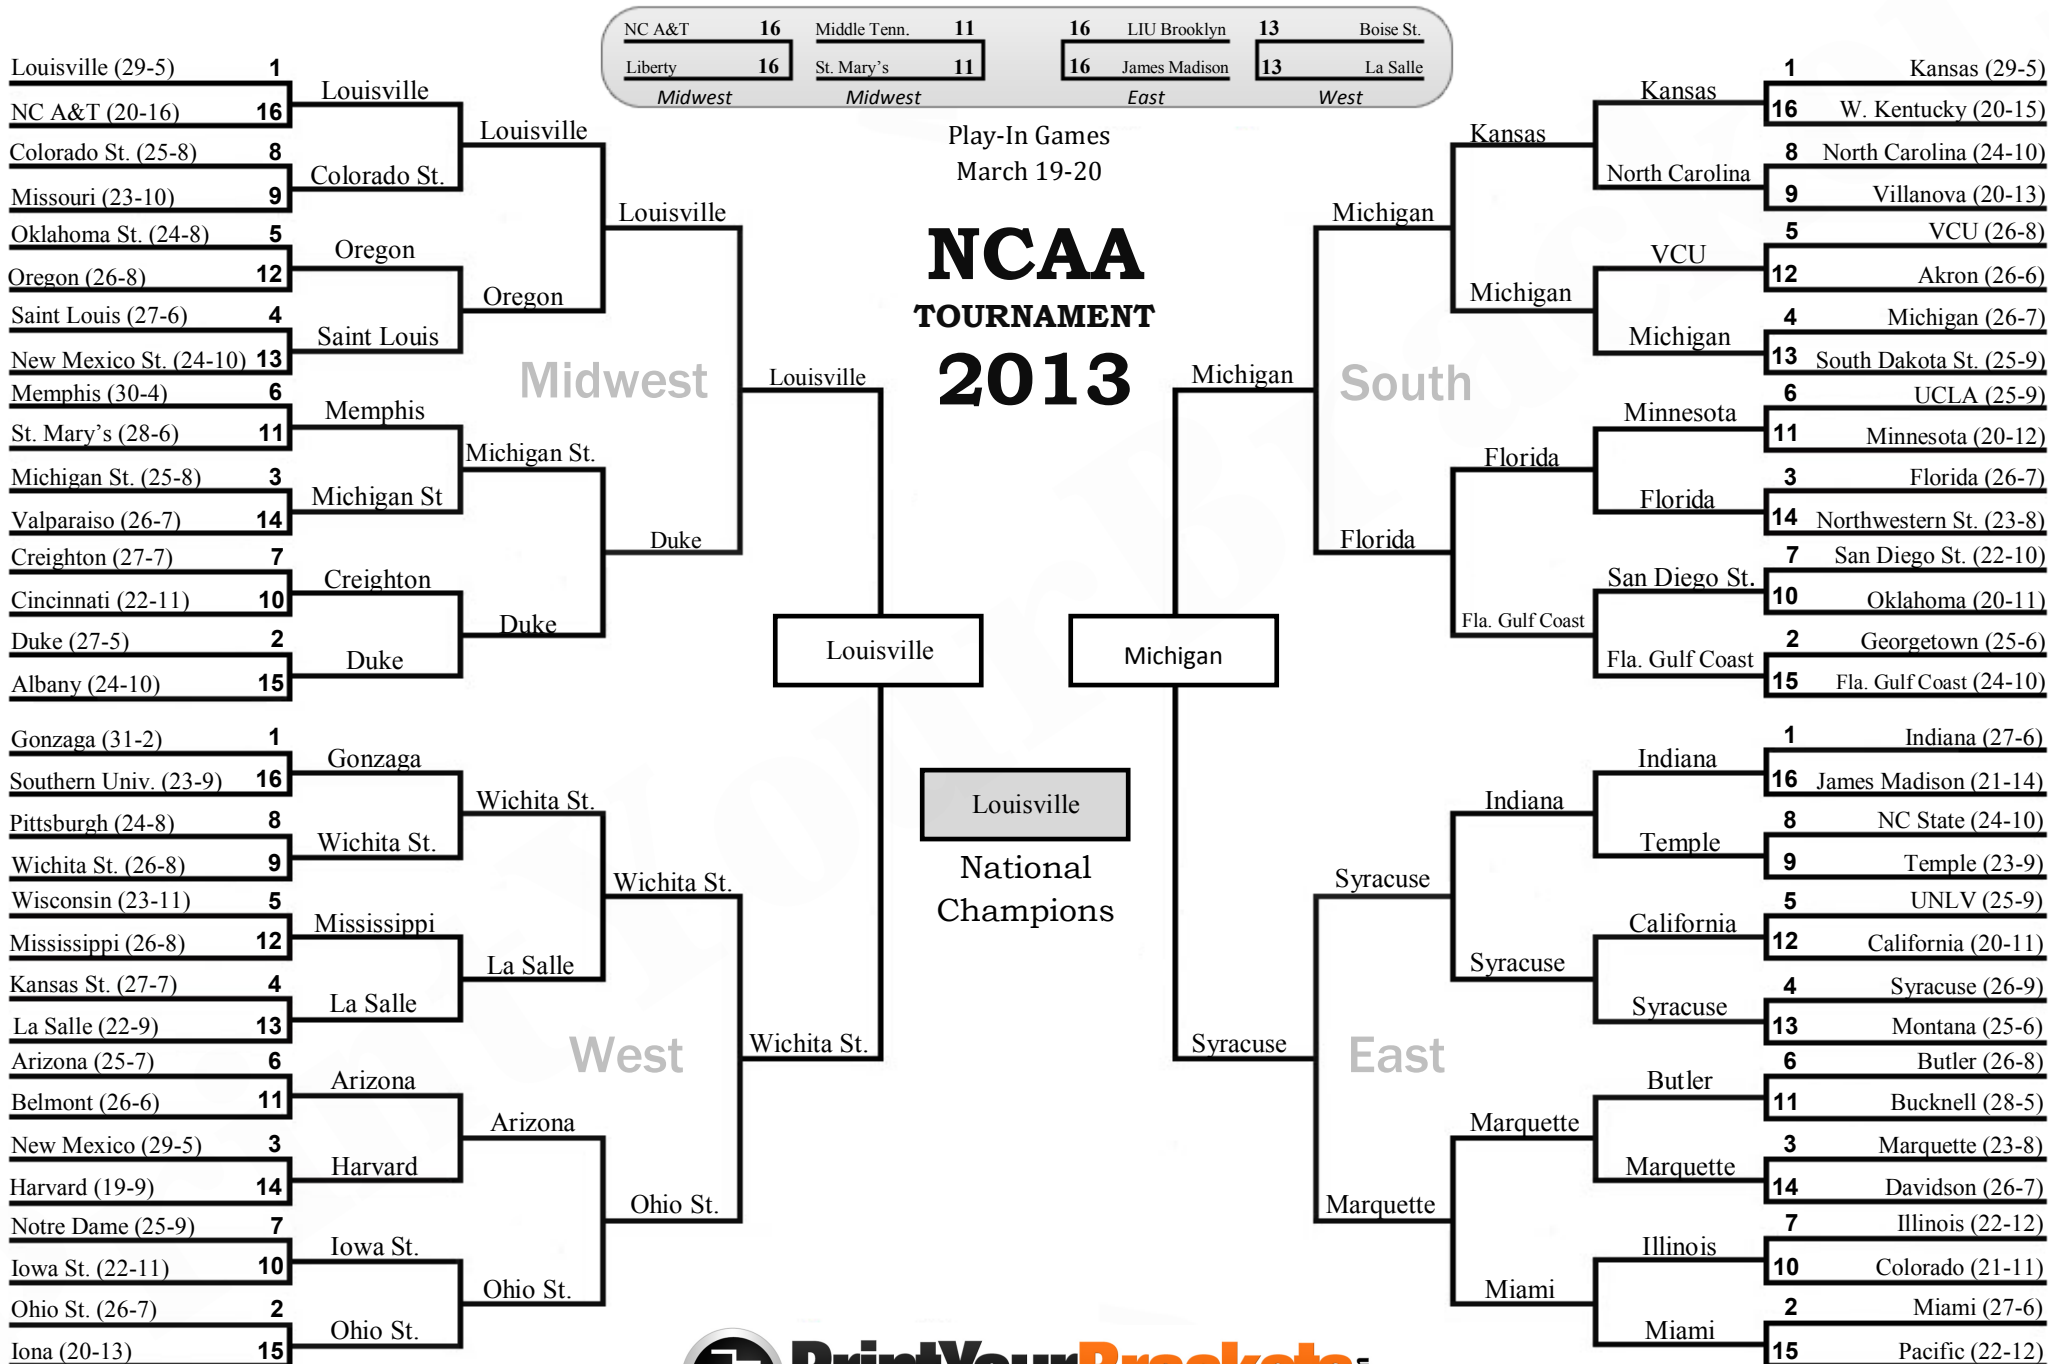 NC A&T 16
Liberty 16
Midwest
Middle Tenn. 11
St. Mary's 11
Midwest
16 LIU Brooklyn
16 James Madison
East
13 Boise St.
13 La Salle
West
Play-In Games
March 19-20
NCAA
TOURNAMENT
2013
Louisville (29-5) 1
NC A&T (20-16) 16
Colorado St. (25-8) 8
Missouri (23-10) 9
Oklahoma St. (24-8) 5
Oregon (26-8) 12
Saint Louis (27-6) 4
New Mexico St. (24-10) 13
Memphis (30-4) 6
St. Mary's (28-6) 11
Michigan St. (25-8) 3
Valparaiso (26-7) 14
Creighton (27-7) 7
Cincinnati (22-11) 10
Duke (27-5) 2
Albany (24-10) 15
Louisville
Colorado St.
Oregon
Saint Louis
Memphis
Michigan St
Creighton
Duke
Louisville
Oregon
Michigan St.
Duke
Louisville
Duke
Midwest
Louisville
Gonzaga (31-2) 1
Southern Univ. (23-9) 16
Pittsburgh (24-8) 8
Wichita St. (26-8) 9
Wisconsin (23-11) 5
Mississippi (26-8) 12
Kansas St. (27-7) 4
La Salle (22-9) 13
Arizona (25-7) 6
Belmont (26-6) 11
New Mexico (29-5) 3
Harvard (19-9) 14
Notre Dame (25-9) 7
Iowa St. (22-11) 10
Ohio St. (26-7) 2
Iona (20-13) 15
Gonzaga
Wichita St.
Mississippi
La Salle
Arizona
Harvard
Iowa St.
Ohio St.
Wichita St.
La Salle
Arizona
Ohio St.
Wichita St.
Ohio St.
West
Wichita St.
Louisville
Michigan
Louisville
National
Champions
1 Kansas (29-5)
16 W. Kentucky (20-15)
8 North Carolina (24-10)
9 Villanova (20-13)
5 VCU (26-8)
12 Akron (26-6)
4 Michigan (26-7)
13 South Dakota St. (25-9)
6 UCLA (25-9)
11 Minnesota (20-12)
3 Florida (26-7)
14 Northwestern St. (23-8)
7 San Diego St. (22-10)
10 Oklahoma (20-11)
2 Georgetown (25-6)
15 Fla. Gulf Coast (24-10)
Kansas
North Carolina
VCU
Michigan
Minnesota
Florida
San Diego St.
Fla. Gulf Coast
Kansas
Michigan
Florida
Fla. Gulf Coast
Michigan
Florida
South
Michigan
1 Indiana (27-6)
16 James Madison (21-14)
8 NC State (24-10)
9 Temple (23-9)
5 UNLV (25-9)
12 California (20-11)
4 Syracuse (26-9)
13 Montana (25-6)
6 Butler (26-8)
11 Bucknell (28-5)
3 Marquette (23-8)
14 Davidson (26-7)
7 Illinois (22-12)
10 Colorado (21-11)
2 Miami (27-6)
15 Pacific (22-12)
Indiana
Temple
California
Syracuse
Butler
Marquette
Illinois
Miami
Indiana
Syracuse
Marquette
Miami
Syracuse
Marquette
East
Syracuse
PrintYourBrackets